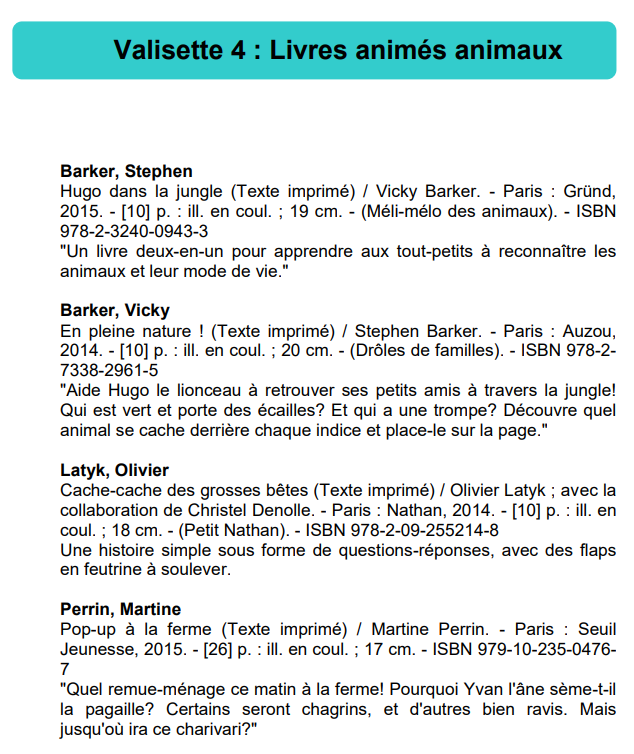 Valisette 4 : Livres animés animaux
Barker, Stephen
Hugo dans la jungle (Texte imprimé) / Vicky Barker. - Paris : Gründ,
2015. - [10] p. : ill. en coul. ; 19 cm. - (Méli-mélo des animaux). - ISBN
978-2-3240-0943-3
"Un livre deux-en-un pour apprendre aux tout-petits à reconnaître les
animaux et leur mode de vie."
Barker, Vicky
En pleine nature ! (Texte imprimé) / Stephen Barker. - Paris : Auzou,
2014. - [10] p. : ill. en coul. ; 20 cm. - (Drôles de familles). - ISBN 978-2-
7338-2961-5
"Aide Hugo le lionceau à retrouver ses petits amis à travers la jungle!
Qui est vert et porte des écailles? Et qui a une trompe? Découvre quel
animal se cache derrière chaque indice et place-le sur la page."
Latyk, Olivier
Cache-cache des grosses bêtes (Texte imprimé) / Olivier Latyk ; avec la
collaboration de Christel Denolle. - Paris : Nathan, 2014. - [10] p. : ill. en
coul. ; 18 cm. - (Petit Nathan). - ISBN 978-2-09-255214-8
Une histoire simple sous forme de questions-réponses, avec des flaps
en feutrine à soulever.
Perrin, Martine
Pop-up à la ferme (Texte imprimé) / Martine Perrin. - Paris : Seuil
Jeunesse, 2015. - [26] p. : ill. en coul. ; 17 cm. - ISBN 979-10-235-0476-
7
"Quel remue-ménage ce matin à la ferme! Pourquoi Yvan l'âne sème-t-il
la pagaille? Certains seront chagrins, et d'autres bien ravis. Mais
jusqu'où ira ce charivari?"